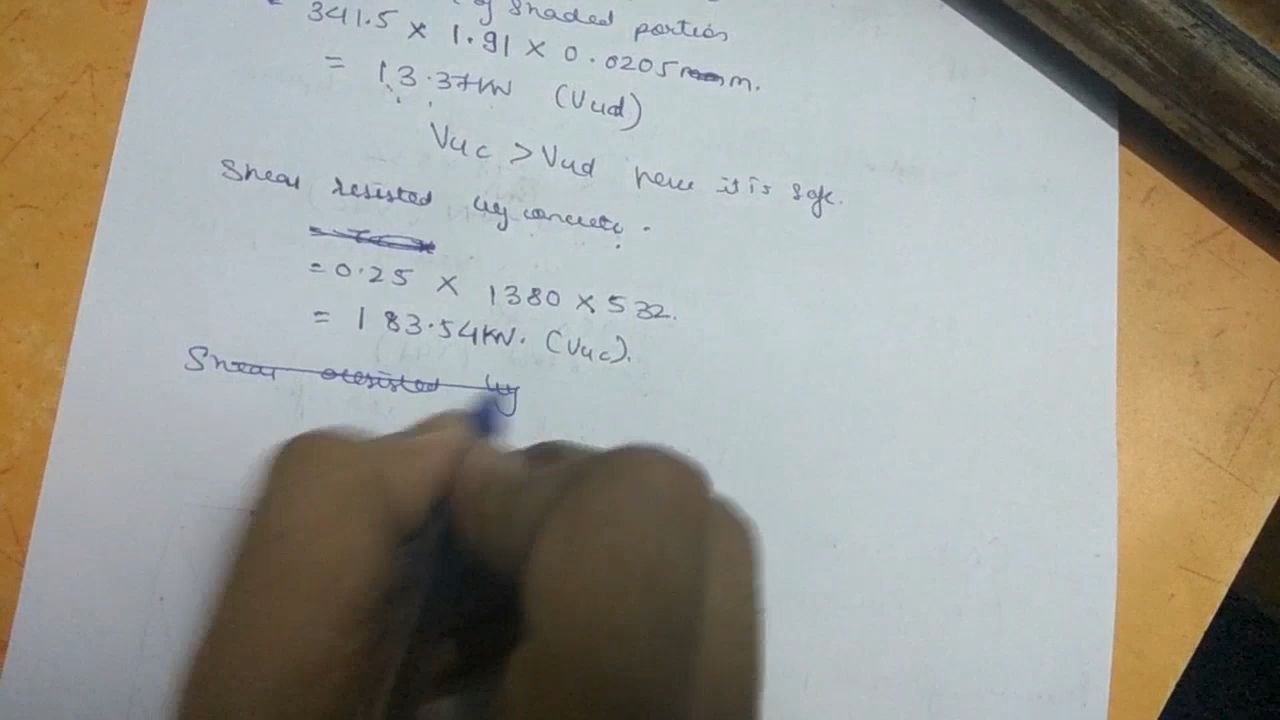 shaded portion
341.5 × 1.91 × 0.0205 m.
= 13.37kN (Vud)
Vuc > Vud hence it is safe.
Shear resisted by concrete.
= 0.25 × 1380 × 532.
= 183.54kN. (Vuc).
Shear resisted by